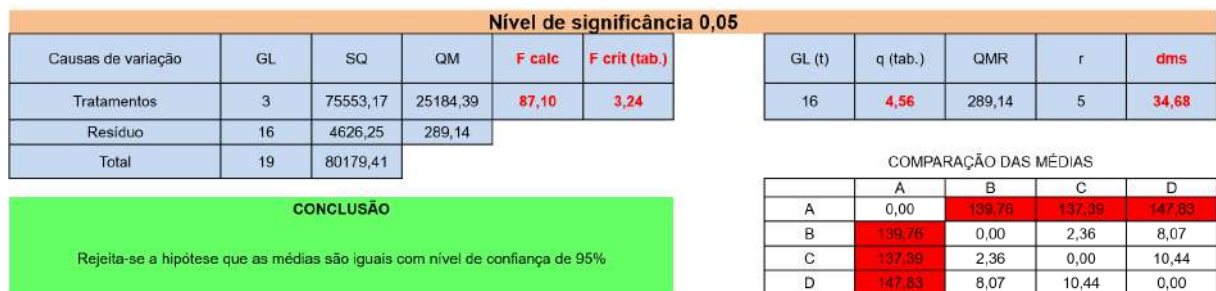 Nível de significância 0,05
Causas de variação GL SQ QM F calc F crit (tab.)
Tratamentos 3 75553,17 25184,39 87,10 3,24
Resíduo 16 4626,25 289,14
Total 19 80179,41
CONCLUSÃO
Rejeita-se a hipótese que as médias são iguais com nível de confiança de 95%
GL (t) q (tab.) QMR r dms
16 4,56 289,14 5 34,68
COMPARAÇÃO DAS MÉDIAS
A B C D
A 0,00 139,76 137,39 147,83
B 139,76 0,00 2,36 8,07
C 137,39 2,36 0,00 10,44
D 147,83 8,07 10,44 0,00